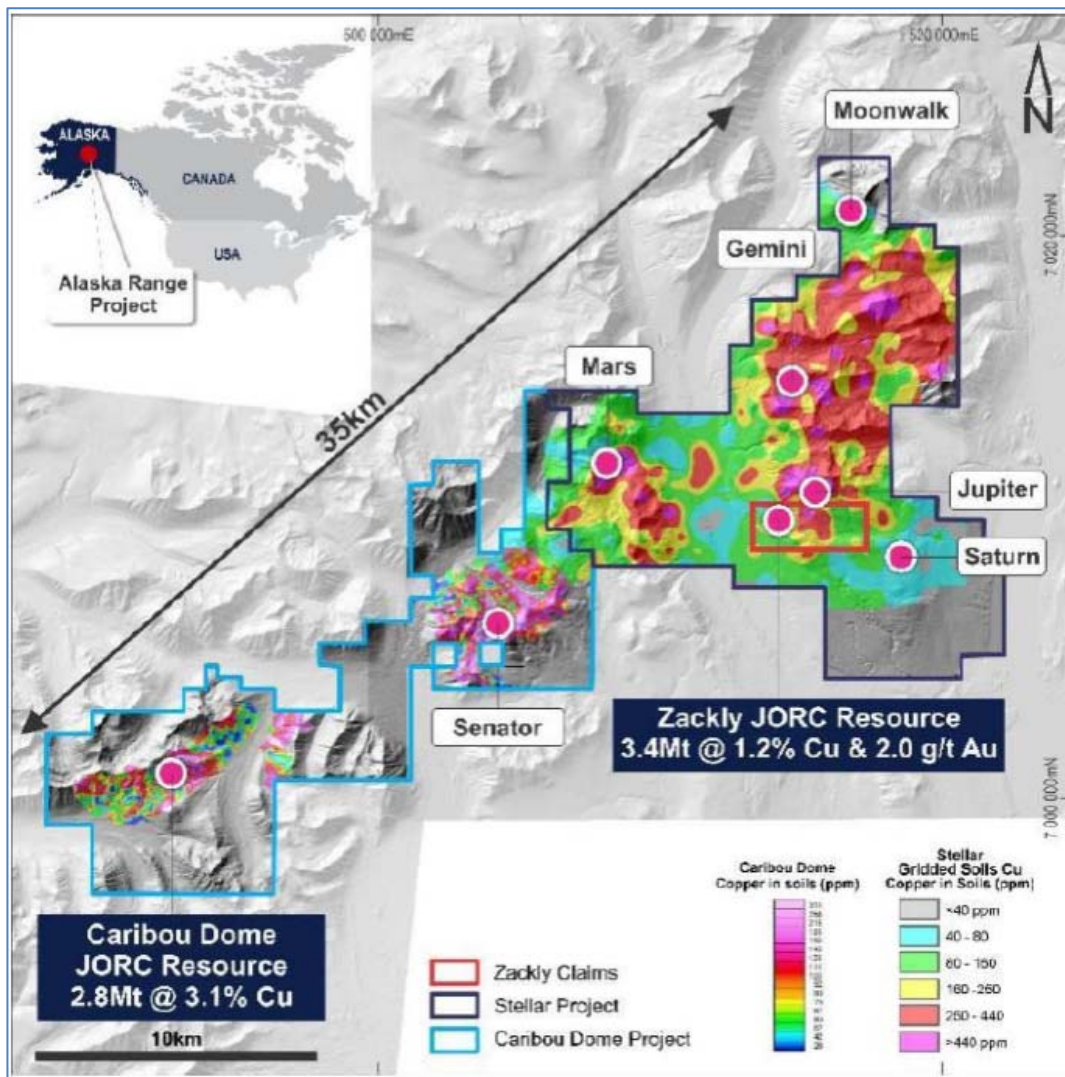 500 000mE
520 000mE
N
Moonwalk
ALASKA
CANADA
USA
Alaska Range
Project
Gemini
7 020 000mN
Mars
35km
Jupiter
Saturn
Senator
Zackly JORC Resource
3.4Mt @ 1.2% Cu & 2.0 g/t Au
7 000 000mN
Caribou Dome
JORC Resource
2.8Mt @ 3.1% Cu
10km
Zackly Claims
Stellar Project
Caribou Dome Project
Caribou Dome
Copper in soils (ppm)
Stellar
Gridded Soils Cu
Copper in Soils (ppm)
<40 ppm
40 - 80
80 - 160
160 - 260
260 - 440
>440 ppm